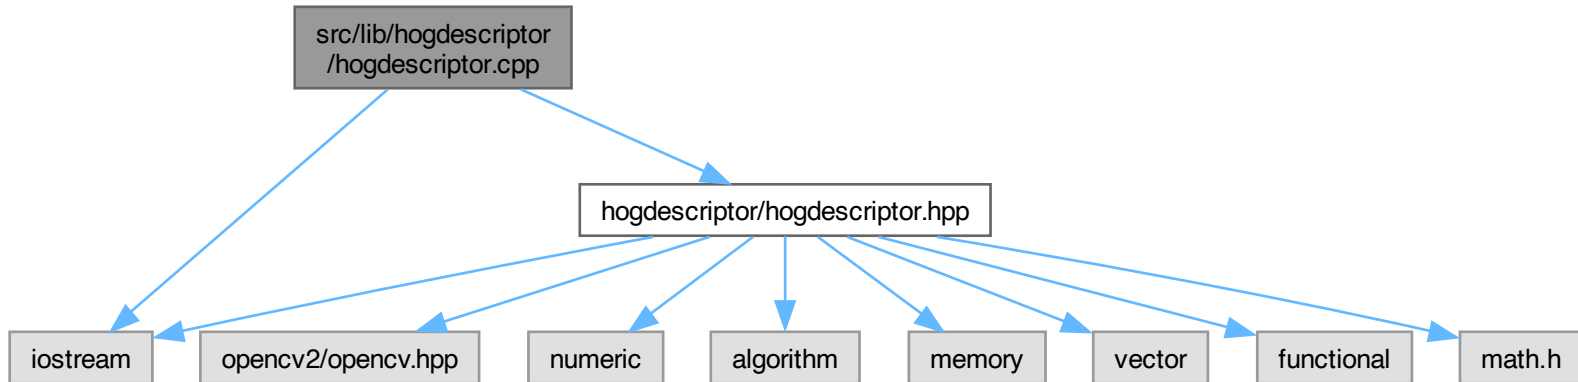 src/lib/hogdescriptor
/hogdescriptor.cpp
hogdescriptor/hogdescriptor.hpp
iostream
opencv2/opencv.hpp
numeric
algorithm
memory
vector
functional
math.h